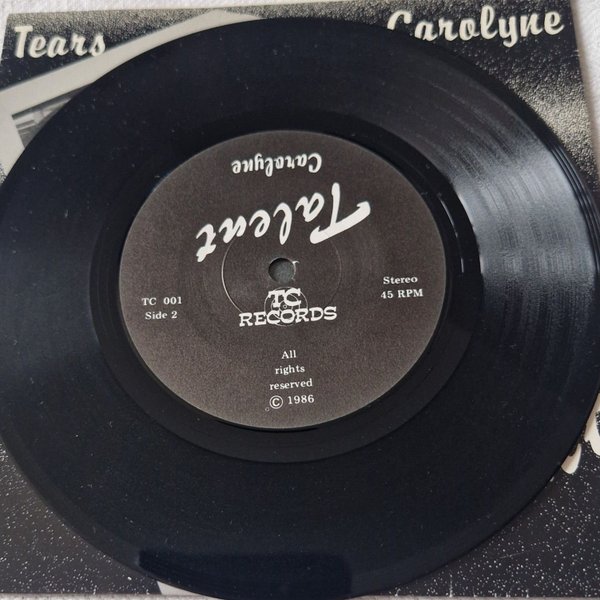 Tears
Carolyne
Carolyne
Talent
TC 001
Side 2
Stereo
45 RPM
TC
RECORDS
All
rights
reserved
© 1986